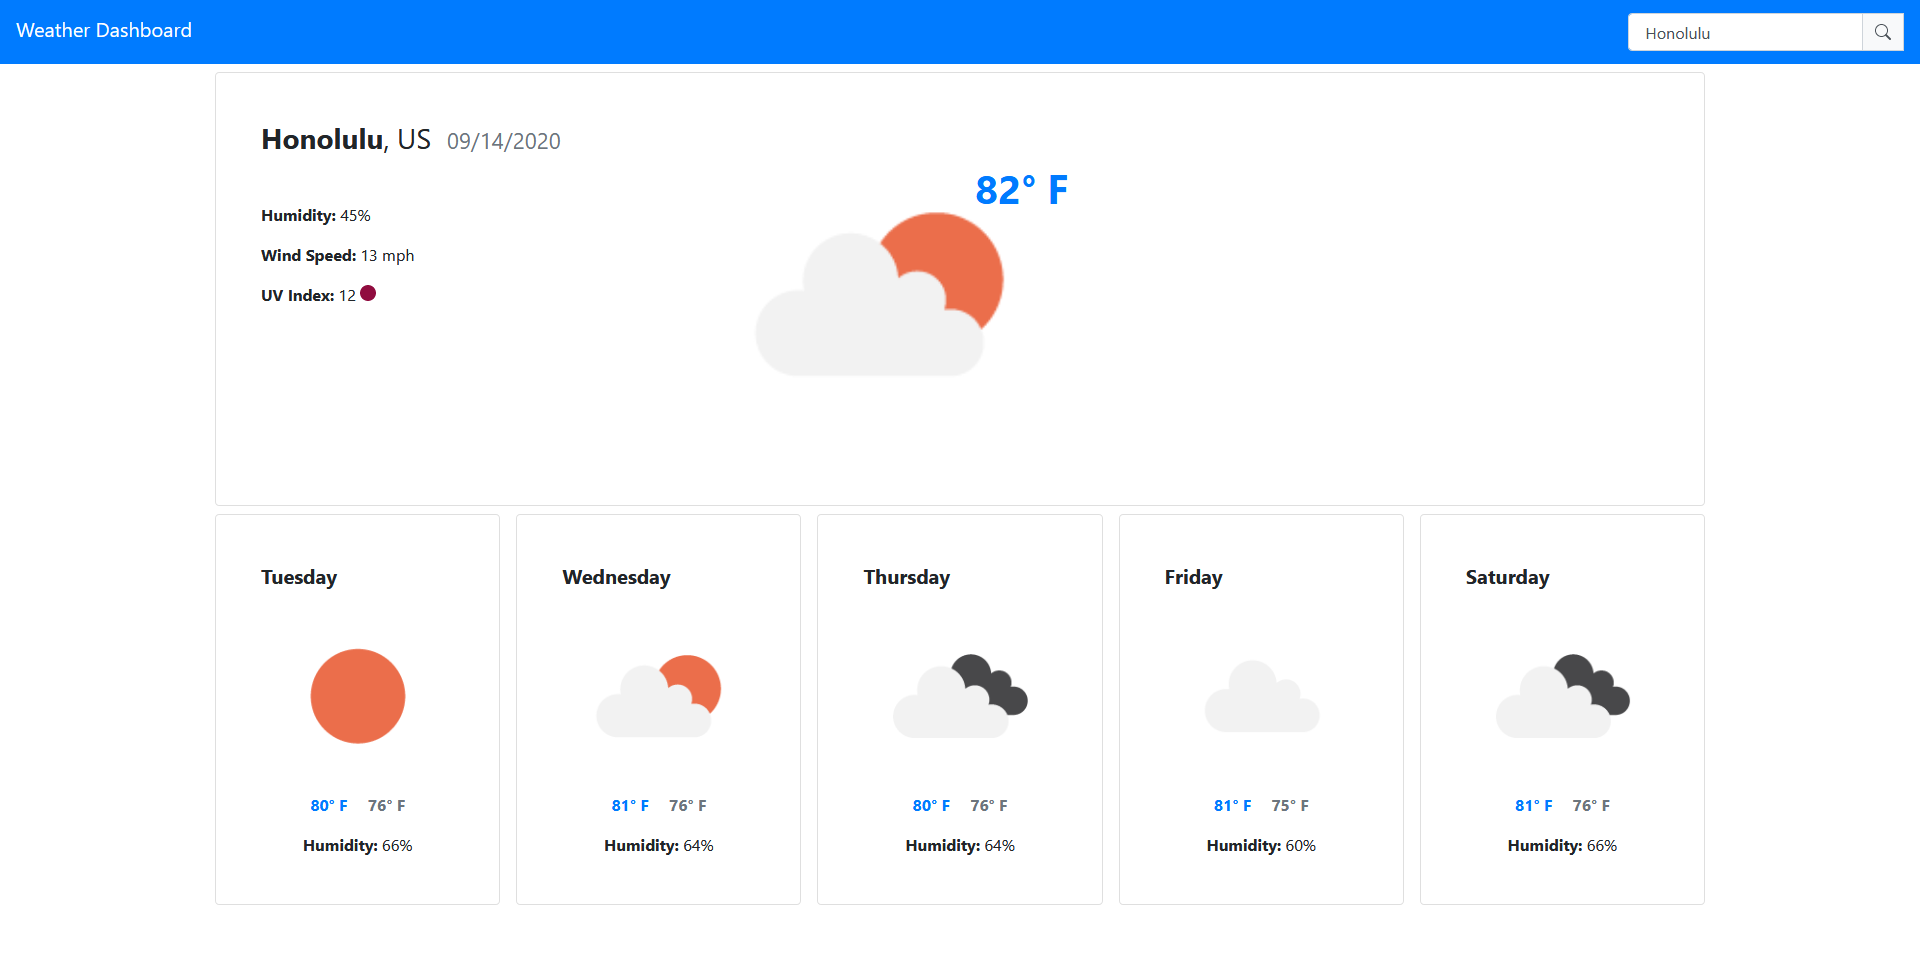 Weather Dashboard
Honolulu
Honolulu, US 09/14/2020
82° F
Humidity: 45%
Wind Speed: 13 mph
UV Index: 12
Tuesday
80° F 76° F
Humidity: 66%
Wednesday
81° F 76° F
Humidity: 64%
Thursday
80° F 76° F
Humidity: 64%
Friday
81° F 75° F
Humidity: 60%
Saturday
81° F 76° F
Humidity: 66%